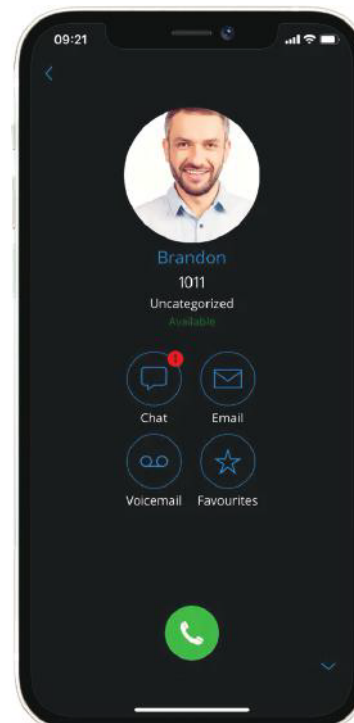 09:21
Brandon
1011
Uncategorized
Available
Chat
Email
Voicemail
Favourites